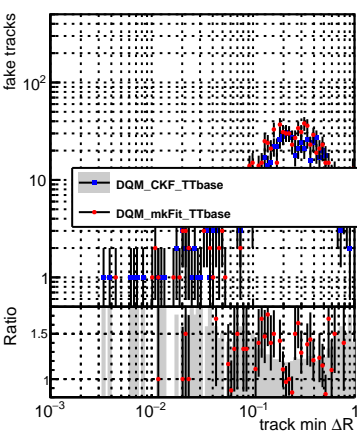 fake tracks
10²
10
1
DQM_CKF_TTbase
DQM_mkFit_TTbase
Ratio
1.5
1
10⁻³
10⁻²
10⁻¹
1
track min ΔR